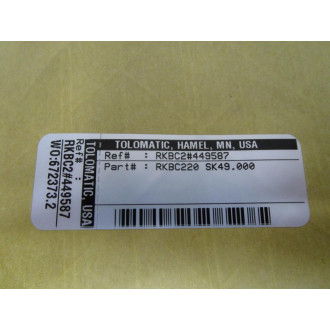 TOLOMATIC, HAMEL, MN, USA
Ref# : RKBC2#449587
Part# : RKBC220 SK49.000
TOLOMATIC, USA
Ref# :
RKBC2#449587
WO:672373.2